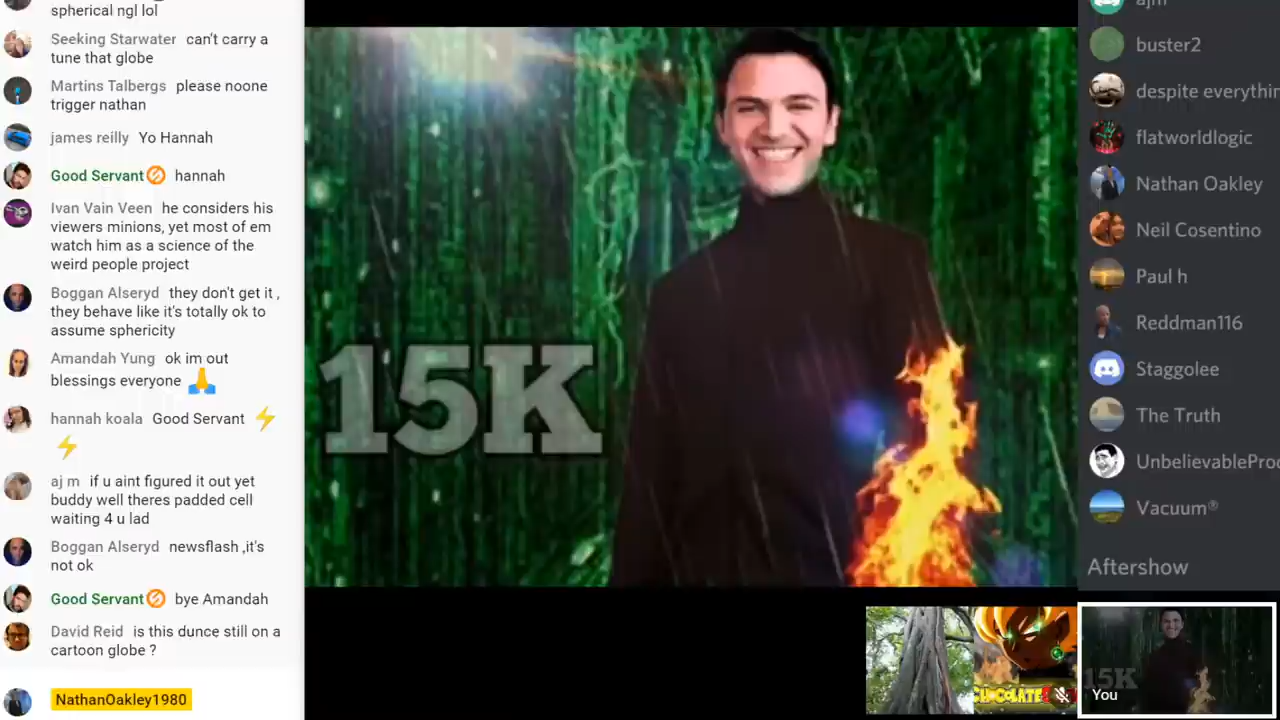 spherical ngl lol
Seeking Starwater can't carry a
tune that globe
Martins Talbergs please noone
trigger nathan
james reilly Yo Hannah
Good Servant hannah
Ivan Vain Veen he considers his
viewers minions, yet most of em
watch him as a science of the
weird people project
Boggan Alseryd they don't get it ,
they behave like it's totally ok to
assume sphericity
Amandah Yung ok im out
blessings everyone 🙏
hannah koala Good Servant ⚡
⚡
aj m if u aint figured it out yet
buddy well theres padded cell
waiting 4 u lad
Boggan Alseryd newsflash ,it's
not ok
Good Servant bye Amandah
David Reid is this dunce still on a
cartoon globe ?
NathanOakley1980
15K
ajm
buster2
despite everythin
flatworldlogic
Nathan Oakley
Neil Cosentino
Paul h
Reddman116
Staggolee
The Truth
UnbelievablePro
Vacuum®
Aftershow
CHOCOLATE
15K
You